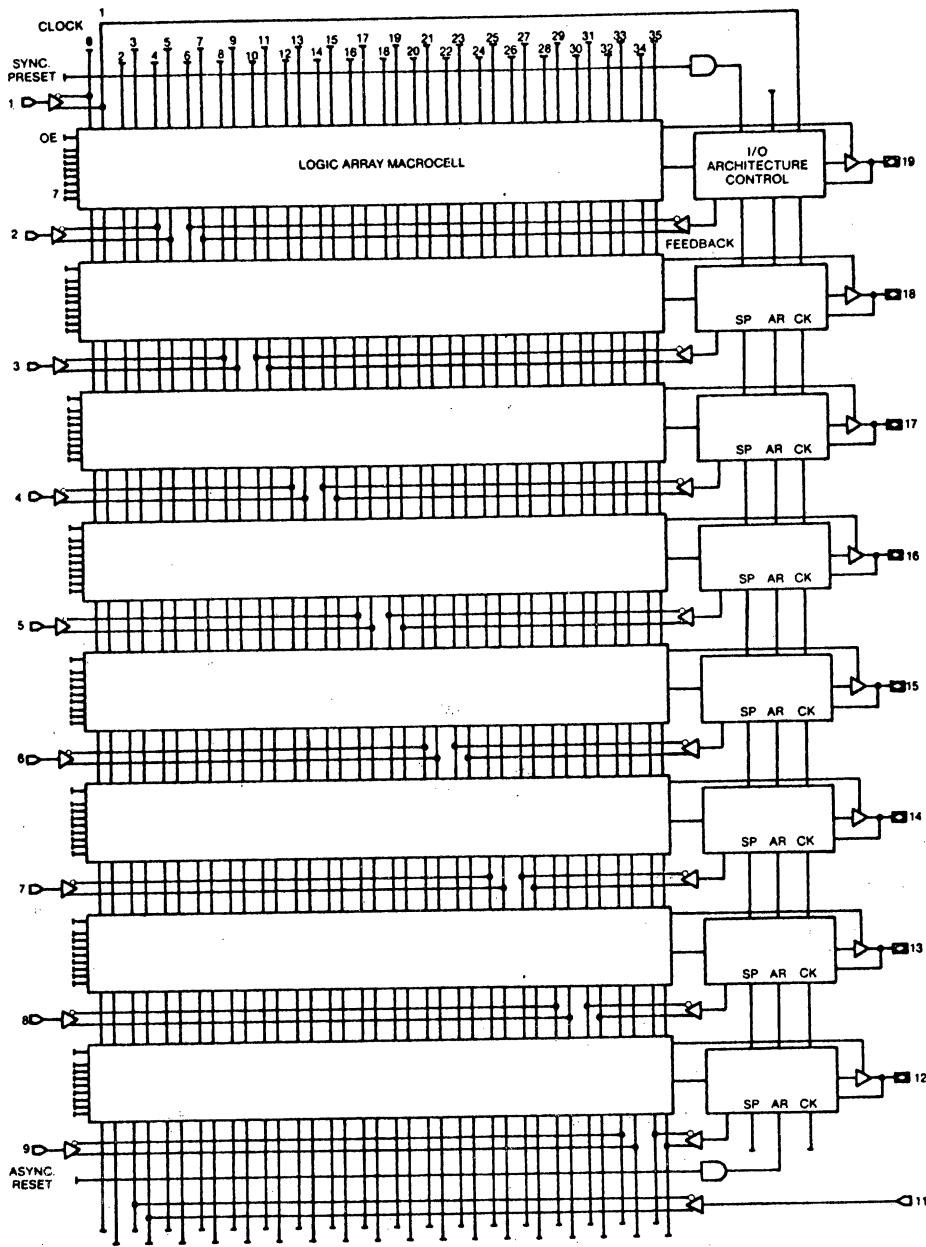 1
CLOCK
0 3 5 7 9 11 13 15 17 19 21 23 25 27 29 31 33 35
2 4 6 8 10 12 14 16 18 20 22 24 26 28 30 32 34
SYNC.
PRESET
1
OE
LOGIC ARRAY MACROCELL
I/O
ARCHITECTURE
CONTROL
19
7
2
FEEDBACK
18
SP AR CK
3
17
SP AR CK
4
16
SP AR CK
5
15
SP AR CK
6
14
SP AR CK
7
13
SP AR CK
8
12
SP AR CK
9
ASYNC.
RESET
11